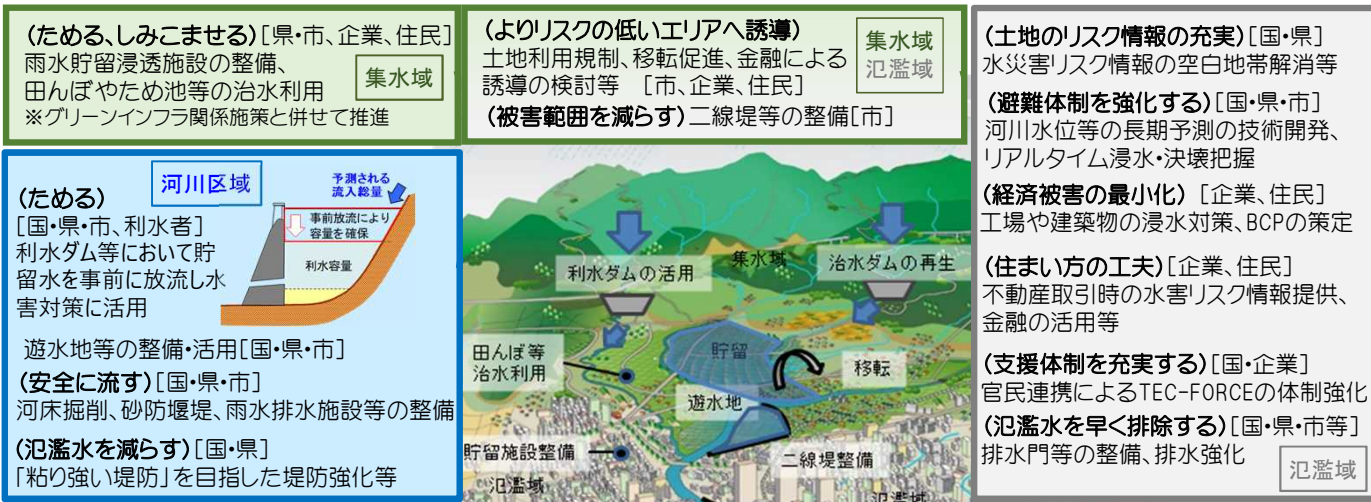 (ためる、しみこませる)[県・市、企業、住民]
雨水貯留浸透施設の整備、
田んぼやため池等の治水利用
※グリーンインフラ関係施策と併せて推進
集水域
(よりリスクの低いエリアへ誘導)
土地利用規制、移転促進、金融による
誘導の検討等 [市、企業、住民]
(被害範囲を減らす)二線堤等の整備[市]
集水域
氾濫域
河川区域
(ためる)
[国・県・市、利水者]
利水ダム等において貯
留水を事前に放流し水
害対策に活用
予測される
流入総量
事前放流により
容量を確保
利水容量
遊水地等の整備・活用[国・県・市]
(安全に流す)[国・県・市]
河床掘削、砂防堰堤、雨水排水施設等の整備
(氾濫水を減らす)[国・県]
「粘り強い堤防」を目指した堤防強化等
利水ダムの活用
集水域
治水ダムの再生
田んぼ等
治水利用
貯留
移転
遊水地
貯留施設整備
二線堤整備
氾濫域
氾濫域
(土地のリスク情報の充実)[国・県]
水災害リスク情報の空白地帯解消等
(避難体制を強化する)[国・県・市]
河川水位等の長期予測の技術開発、
リアルタイム浸水・決壊把握
(経済被害の最小化) [企業、住民]
工場や建築物の浸水対策、BCPの策定
(住まい方の工夫)[企業、住民]
不動産取引時の水害リスク情報提供、
金融の活用等
(支援体制を充実する)[国・企業]
官民連携によるTEC-FORCEの体制強化
(氾濫水を早く排除する)[国・県・市等]
排水門等の整備、排水強化
氾濫域